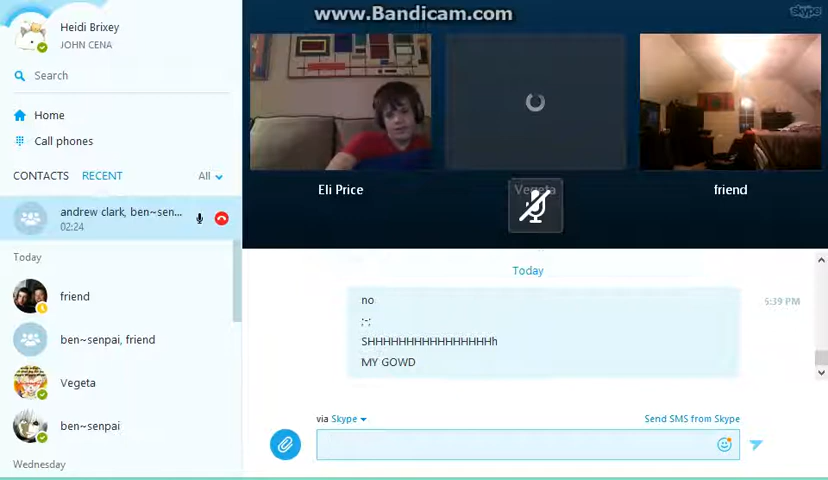 www.Bandicam.com
skype
Heidi Brixey
JOHN CENA
Search
Home
Call phones
CONTACTS RECENT All
andrew clark, ben~sen...
02:24
Today
friend
ben~senpai, friend
Vegeta
ben~senpai
Wednesday
Eli Price
Vegeta
friend
Today
no
5:39 PM
;-;
SHHHHHHHHHHHHHHHHh
MY GOWD
via Skype
Send SMS from Skype